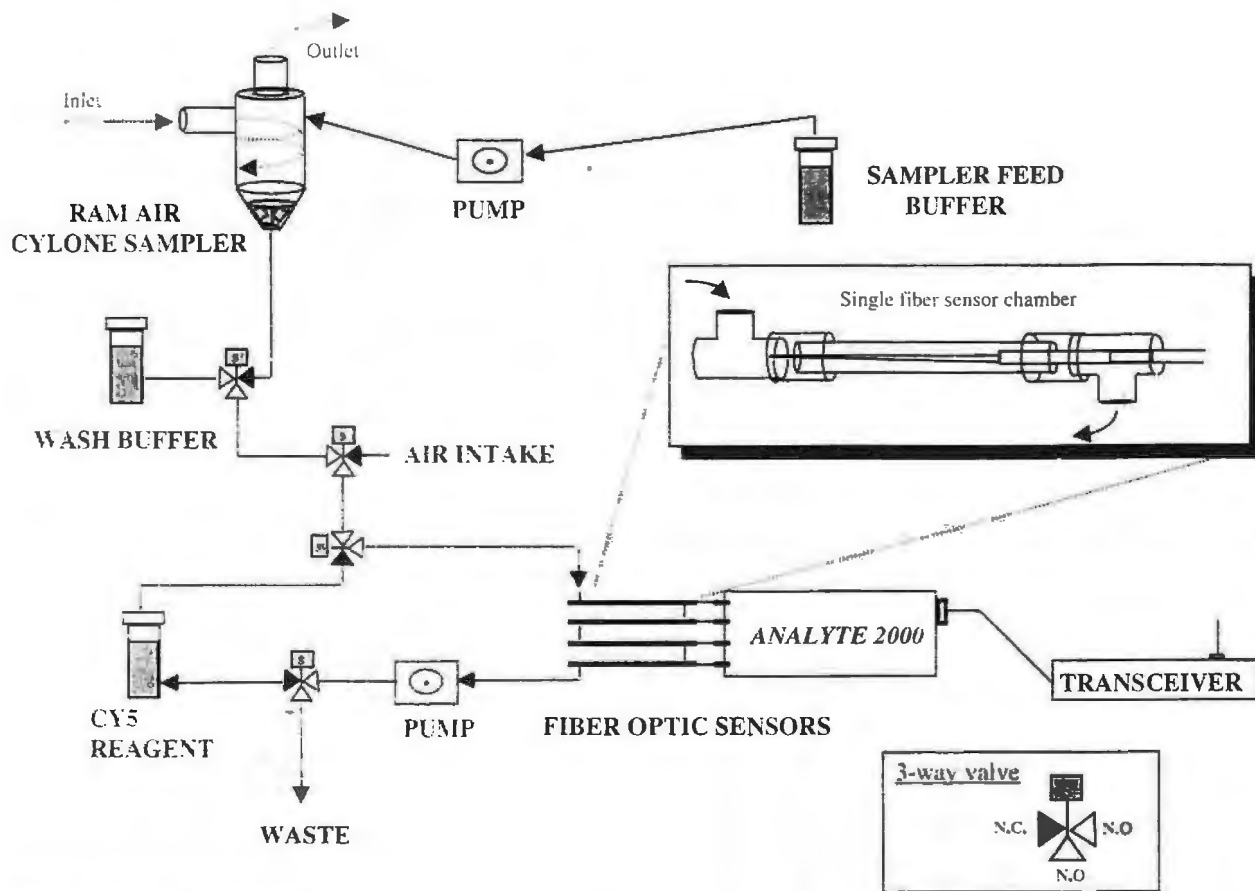 Outlet
Inlet
PUMP
SAMPLER FEED
BUFFER
RAM AIR
CYLONE SAMPLER
Single fiber sensor chamber
S
WASH BUFFER
S
AIR INTAKE
ANALYTE 2000
TRANSCEIVER
S
CY5
REAGENT
PUMP
FIBER OPTIC SENSORS
WASTE
3-way valve
N.C.
N.O
N.O